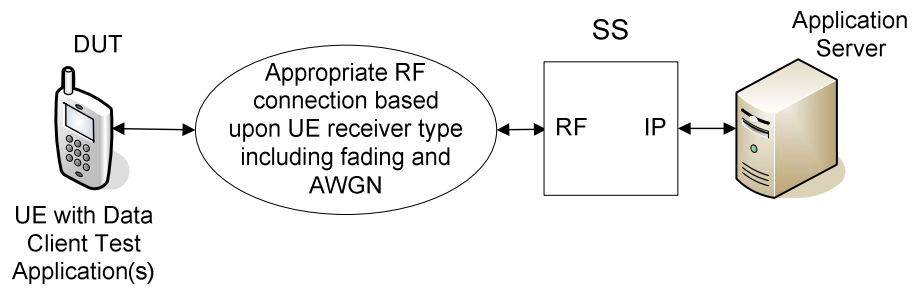 DUT
UE with Data
Client Test
Application(s)
Appropriate RF
connection based
upon UE receiver type
including fading and
AWGN
SS
RF IP
Application
Server